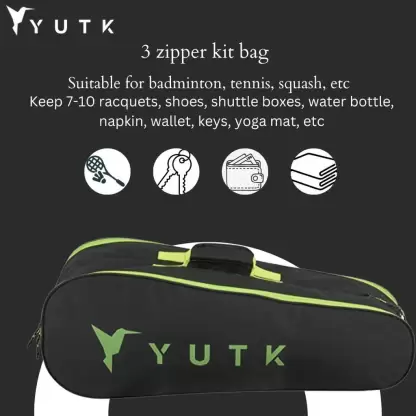 YUTK
3 zipper kit bag
Suitable for badminton, tennis, squash, etc
Keep 7-10 racquets, shoes, shuttle boxes, water bottle,
napkin, wallet, keys, yoga mat, etc
YUTK